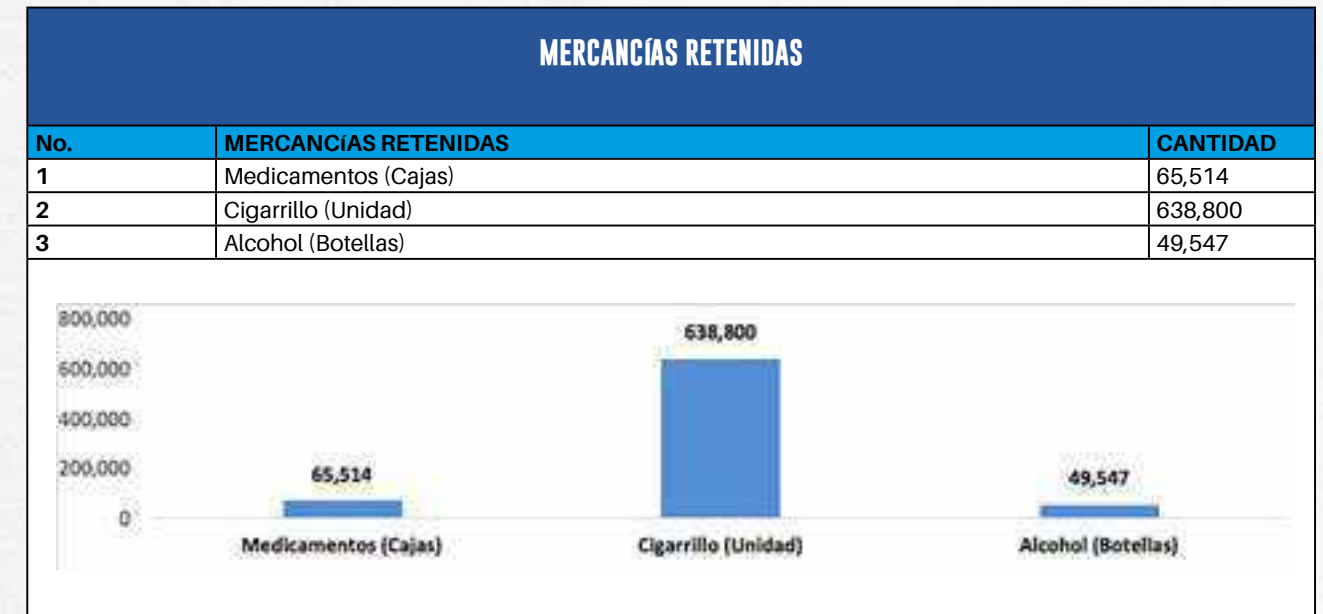 MERCANCÍAS RETENIDAS
No. MERCANCÍAS RETENIDAS CANTIDAD
1 Medicamentos (Cajas) 65,514
2 Cigarrillo (Unidad) 638,800
3 Alcohol (Botellas) 49,547
800,000
600,000
400,000
200,000
0
65,514
638,800
49,547
Medicamentos (Cajas) Cigarrillo (Unidad) Alcohol (Botellas)